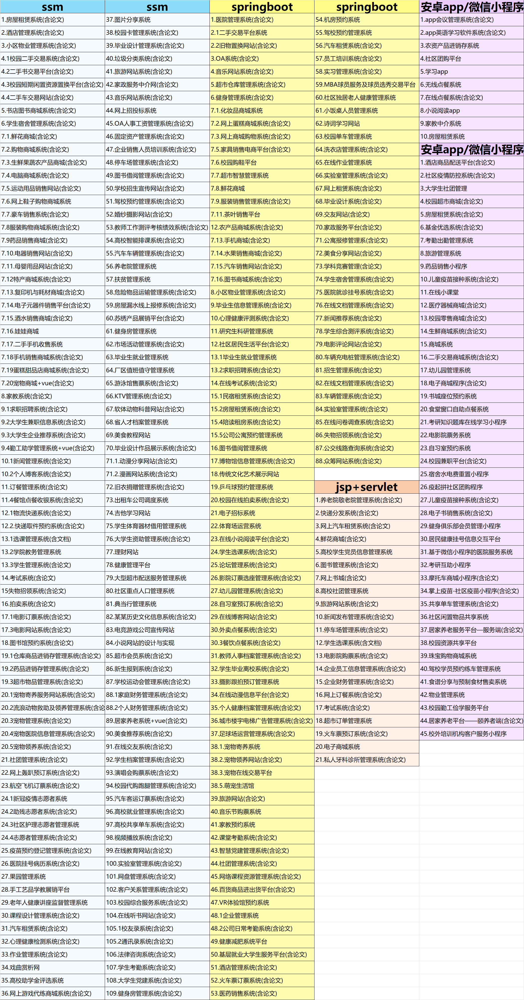 ssm
1.房屋租赁系统(含论文)
2.酒店管理系统(含论文)
3.小区物业管理系统(含论文)
4.1校园二手交易系统(含论文)
4.2二手书交易平台(含论文)
4.3校园短期闲置资源置换平台(含论文)
4.4二手车交易网站(含论文)
5.书店图书商城系统(含论文)
6.学生宿舍管理系统(含论文)
7.1.鲜花商城(含论文)
7.2.购物商城系统(含论文)
7.3.生鲜果蔬农产品商城(含论文)
7.4.电脑商城系统(含论文)
7.5.运动用品销售网站(含论文)
7.6.网上鞋子购物商城系统
7.7.豪车销售系统(含论文)
7.8服装购物商城系统(含论文)
7.9药品销售商城(含论文)
7.10.电器销售网站(含论文)
7.11.母婴用品网站(含论文)
7.12特产商城系统(含论文)
7.13.复印机与耗材商城(含论文)
7.14.电子元器件销售平台(含论文)
7.15.酒水销售商城(含论文)
7.16.娃娃商城
7.17.二手手机收售系统
7.18手机销售商城系统(含论文)
7.19蛋糕甜品店商城系统(含论文)
7.20宠物商城+vue(含论文)
8.家教系统(含论文)
9.1求职招聘系统(含论文)
9.2大学生兼职信息系统(含论文)
9.3大学生企业推荐系统(含论文)
9.4勤工助学管理系统+vue(含论文)
10.1新闻管理系统(含论文)
10.2个人博客系统(含论文)
11.订餐管理系统(含论文)
11.4餐馆点餐收银系统(含论文)
12.1物流快递系统(含论文)
12.2.快递取件预约系统(含论文)
13.1选课管理系统(含文档)
13.2学院教务管理系统
13.3学生管理系统(含论文)
14.考试系统(含论文)
15失物招领系统(含论文)
16.拍卖系统(含论文)
17.1电影订票系统(含论文)
17.3电影网站系统(含论文)
18.图书馆预约系统(含论文)
19.1仓库商品进销存管理系统(含论文)
19.2药品进销存管理系统(含论文)
19.3超市物品管理系统(含论文)
20.1宠物寄养服务网站系统(含论文)
20.2流浪动物救助及领养管理系统(含论
20.3宠物管理系统(含论文)
20.4宠物医院信息管理系统(含论文)
20.5宠物领养系统(含论文)
21.社团管理系统(含论文)
22.网上轰趴预订系统(含论文)
23.航空飞机订票系统(含论文)
24.1新冠疫情志愿者系统
24.2助残志愿者系统(含论文)
24.3社区护理志愿者管理系统
24.4志愿者管理系统(含论文)
25.疫苗预约登记管理系统(含论文)
26.医院挂号病历系统(含论文)
27.果园管理系统
28.手工艺品学教展销平台
29.老年人健康讲座监督管理系统
30.课程设计管理系统(含论文)
31.汽车租赁系统(含论文)
32.心理健康检测系统(含论文)
33.作业管理系统(含论文)
34.戏曲赏析网
35.高校助学金评选系统
36.网上游戏代练商城系统(含论文)
ssm
37.图片分享系统
38.校园卡管理系统(含论文)
39.毕业设计管理系统(含论文)
40.垃圾分类系统(含论文)
41.旅游网站系统(含论文)
42.家政服务中介网(含论文)
43.音乐网站系统(含论文)
44.网上招投标系统
45.OA人事工资管理系统(含论文)
46.固定资产管理系统(含论文)
47.企业销售人员培训系统(含论文)
48.停车场管理系统(含论文)
49.图书借阅管理系统(含论文)
50.学校招生宣传网站(含论文)
51.驾校预约管理系统(含论文)
52.婚纱摄影网站(含论文)
53.教师工作测评考核绩效系统(含论文)
54.高校智能排课系统(含论文)
55.汽车车辆管理系统(含论文)
56.养老院管理系统
57.扶贫管理系统
58.危险物品运输管理系统(含论文)
59.房屋漏水线上报修系统(含论文)
60.苏绣产品展销平台(含论文)
61.健身房管理系统
62.市场活动管理系统(含论文)
63.毕业生就业管理系统
64.厂区值班值守管理系统
65.游泳馆售票系统(含论文)
66.KTV管理系统(含论文)
67.软体动物科普网站(含论文)
68.省人才档案管理系统
69.美食教程网站
70.毕业设计作品展示系统(含论文)
71.1.动漫分享网站(含论文)
71.2.漫画网站系统(含论文)
72.旧衣捐赠管理系统(含论文)
73.出租车公司调度系统
74.吉他学习网站
75.学生体育器材借用管理系统
76.大学生资助管理系统(含论文)
77.理财网站
78.健康管理平台
79.大型超市配送服务管理系统
80.社区重点人口管理系统
81.典当行管理系统
82.某某历史文化信息系统(含论文)
83.电竞游戏公司宣传网站
84.小说网站的设计与实现
85.超市会员系统(含论文)
86.新生报到系统(含论文)
87.学校运动会管理系统(含论文)
88.1家庭财务管理系统(含论文)
88.2个人财务管理系统(含论文)
89.居家养老系统+vue(含论文)
90.美食推荐系统(含论文)
91.在线交友系统(含论文)
92.学生档案管理系统(含论文)
93.演唱会购票系统(含论文)
94.校园代购跑腿管理系统(含论文)
95.汽车客运订票系统(含论文)
96.高校就业管理系统(含论文)
97.高校共享单车系统(含论文)
98.视频播放系统(含论文)
99.在线教育网站(含论文)
100.实验室管理系统(含论文)
101.网盘管理系统(含论文)
102.客户关系管理系统(含论文)
103.校园综合服务系统(含论文)
104.在线听书网站(含论文)
105.1校友录系统(含论文)
105.2通讯录系统(含论文)
106.法律咨询系统(含论文)
107.学生考勤系统(含论文)
108.大学生党建系统(含论文)
109.健身房管理系统(含论文)
springboot
1.医院管理系统(含论文)
2.1二手交易平台系统
2.2旧物置换网站(含论文)
3.OA系统(含论文)
4.音乐网站系统(含论文)
5.超市仓库管理系统(含论文)
6.健身管理系统(含论文)
7.1.化妆品商城系统
7.2.网上蛋糕商城系统(含论文)
7.3.网上商城购物系统(含论文)
7.5.家具销售电商平台(含论文)
7.6.校园购鞋平台
7.7.超市智慧管理系统
7.8.鲜花商城
7.9.服装销售管理系统(含论文)
7.11.茶叶销售平台
12.农产品商城系统(含论文)
7.13.手机商城(含论文)
7.14.水果销售商城(含论文)
7.15.汽车销售网站(含论文)
7.16.图书商城系统(含论文)
8.小区物业管理系统(含论文)
9.毕业生信息管理系统(含论文)
10.心理健康评测系统(含论文)
11.研究生科研管理系统
12.社区居民生活平台(含论文)
13.1毕业生就业管理系统
13.2求职招聘系统(含论文)
14.在线考试系统(含论文)
15.1民宿租赁系统(含论文)
15.2房屋租赁系统(含论文)
15.4陪读租房系统(含论文)
15.5公司公寓预约管理系统
16.图书借阅管理系统
17.博物馆信息管理系统(含论文)
18.传统文化艺术展示网站
19.乒乓球预约管理系统
20.校园在线拍卖系统(含论文)
21.电子招标系统
22.体育场运营系统
23.在线小说阅读平台(含论文)
24.学生选课系统(含论文)
25.论坛管理系统(含论文)
26.影院订票选座管理系统(含论文)
27.幼儿园管理系统(含论文)
28.自习室预订系统(含论文)
29.在线博客网站(含论文)
30.外卖点餐系统(含论文)
30.3餐饮点餐系统(含论文)
31.教师人事档案管理系统(含论文)
32.学生毕业离校系统(含论文)
33.摄影跟拍预订管理系统
34.在线动漫信息平台(含论文)
35.个人健康档案管理系统(含论文)
36.城市楼宇电梯广告管理系统(含论文)
37.足球场运营管理系统(含论文)
38.1.宠物寄养系统
38.2.宠物领养网站(含论文)
38.3.宠物在线交易平台
38.5.萌宠生活馆
39.旅游网站(含论文)
40.音乐节购票系统
41.家教预约系统
42.课堂考勤系统(含论文)
43.智慧党建管理系统(含论文)
44.社团管理系统(含论文)
45.网络课程资源管理系统(含论文)
46.百货商品进出货平台(含论文)
47.VR体验馆预约系统
48.1企业管理系统
48.2公司日常考勤系统(含论文)
49.健康减肥系统平台
50.基层就业大学生服务平台(含论文)
51.酒店管理系统(含论文)
52.火车票订票系统(含论文)
53.医药销售系统(含论文)
springboot
54.机房预约系统
55.驾校预约管理系统
56.汽车租赁系统(含论文)
57.员工培训系统(含论文)
58.实习管理系统(含论文)
59.MBA球员服务及球员选秀交易平台
60.社区独居老人健康管理系统
61.小饭桌人员管理系统
62.诗词学习网站
63.校园单车管理系统
64.洗衣店管理系统(含论文)
65.在线作业管理系统
66.实验室管理系统(含论文)
67.网上租赁系统(含论文)
68.毕业设计系统(含论文)
69.交友网站(含论文)
70.家政服务平台(含论文)
71.公寓报修管理系(含论文)
72.美食分享网站(含论文)
73.学科竞赛管理(含论文)
74.学生宿舍管理系统(含论文)
75.医院就诊挂号系统(含论文)
76.在线文档管理系统(含论文)
77.新闻推荐系统(含论文)
78.学生综合测评系统(含论文)
79.电影评论网站(含论文)
80.车辆充电桩管理系统(含论文)
81.招生管理系统(含论文)
82.在线文档管理系统(含论文)
83.车辆管理系统(含论文)
84.实验室管理系统(含论文)
85.在线问卷调查系统(含论文)
86.失物招领系统(含论文)
87.公交线路查询系统(含论文)
88.众筹网站系统(含论文)
jsp+servlet
1.养老院敬老院管理系统(含论文)
2.快递分发系统(含论文)
3.网上汽车租赁系统(含论文)
4.鲜花商城(含论文)
5.高校学生党员信息管理系统
6.图书管理系统(含论文)
7.网上书城(含论文)
8.高校社团管理系统
9.旅游网站系统(含论文)
10.新闻发布管理系统(含论文)
11.停车场管理系统(含论文)
12.学生选课系统(含文档)
13.电影院购票系统(含论文)
14.企业员工信息管理系统(含论文)
15.企业财务管理系统(含论文)
16.网上订餐系统(含论文)
17.考试系统(含论文)
18.超市订单管理系统
19.火车票预订系统(含论文)
20.电子商城系统
21.私人牙科诊所管理系统(含论文)
安卓app/微信小程序
1.app会议管理系统(含论文)
2.app英语学习软件系统(含论文)
3.农资产品进销存系统
4.社区团购平台
5.学习app
6.无线点餐系统
7.在线点餐系统(含论文)
8.小说阅读app
9.家教中介系统
10.房屋租赁系统
安卓app/微信小程序
1.酒店商品配送平台(含论文)
2.社区疫情防控系统(含论文)
3.大学生社团管理
4.校园超市商城(含论文)
5.房屋租赁系统(含论文)
6.基金优选系统(含论文)
7.考勤出勤管理系统
8.旅游管理系统
9.药品销售小程序
10.儿童疫苗接种系统(含论文)
11.在线小课堂
12.医疗器械商城(含论文)
13.校园零售商城(含论文)
14.生鲜商城系统(含论文)
15.商城系统
16.二手交易商城系统(含论文)
17.幼儿园管理系统
18.电子商城程序(含论文)
19.书城座位预约系统
20.食堂窗口自助点餐系统
21.考研知识题库在线学习小程序
22.电影院票务系统
23.自习室预约系统
24.校园兼职平台(含论文)
25.宿舍水电费重置小程序
26.疫起拼社区团购程序
27.儿童疫苗接种系统(含论文)
28.电子书销售系统(含论文)
29.健身俱乐部会员管理小程序
30.居民健康挂号信息交互平台
31.基于微信小程序的医院服务系统
32.考研互助小程序
33.摩托车商城小程序(含论文)
34.掌上疫苗-社区疫苗小程序(含论文)
35.共享单车管理系统(含论文)
36.社区闲置物品共享系统
37.居家养老服务平台—服务端(含论文)
38.校园资源共享平台
39.珠宝购物商城系统
40.驾校学员预约练车管理系统
41.食谱分享与预制食材售卖系统
42.物业管理系统
43.校园勤工俭学服务平台
44.居家养老平台——颐养者端(含论文)
45.校外培训机构客户服务小程序